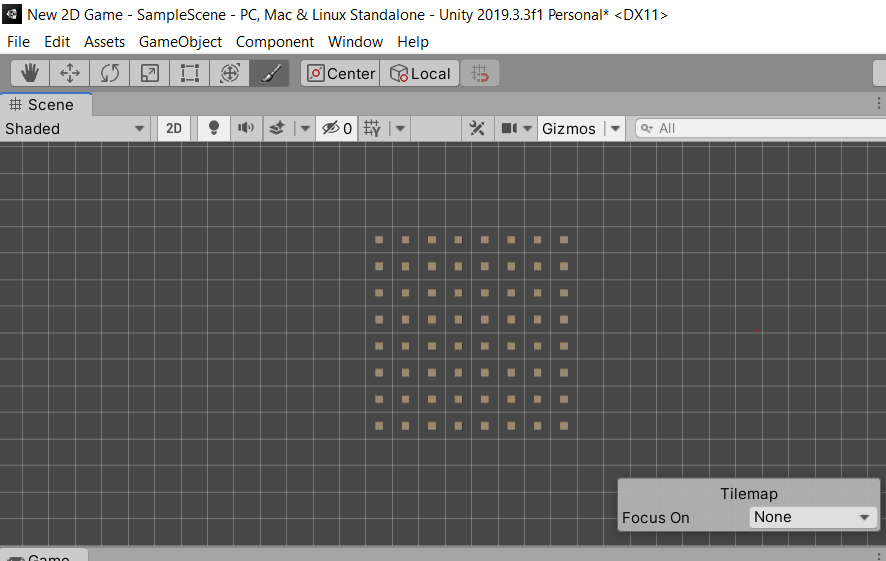 New 2D Game - SampleScene - PC, Mac & Linux Standalone - Unity 2019.3.3f1 Personal* <DX11>
File Edit Assets GameObject Component Window Help
Center Local
Scene
Shaded 2D 0 Gizmos All
Tilemap
Focus On None
Game